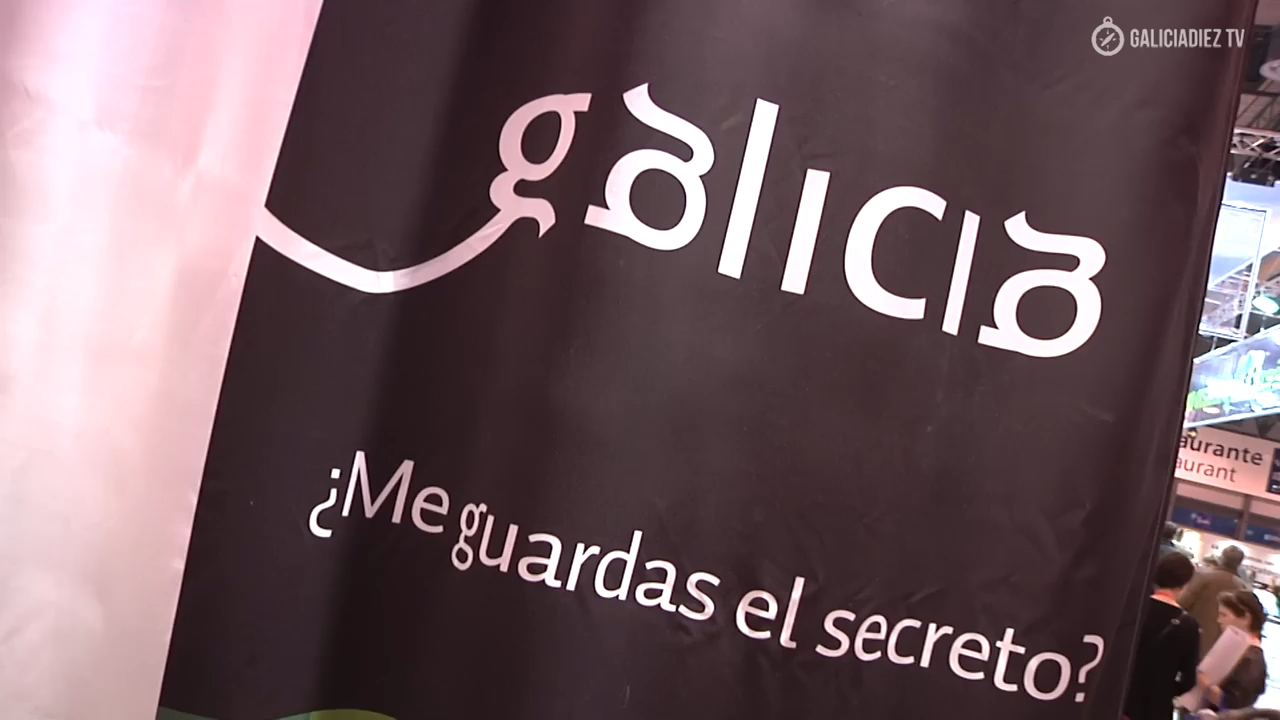 GALICIADIEZ TV
galicia
¿Me guardas el secreto?
aurante
aurant